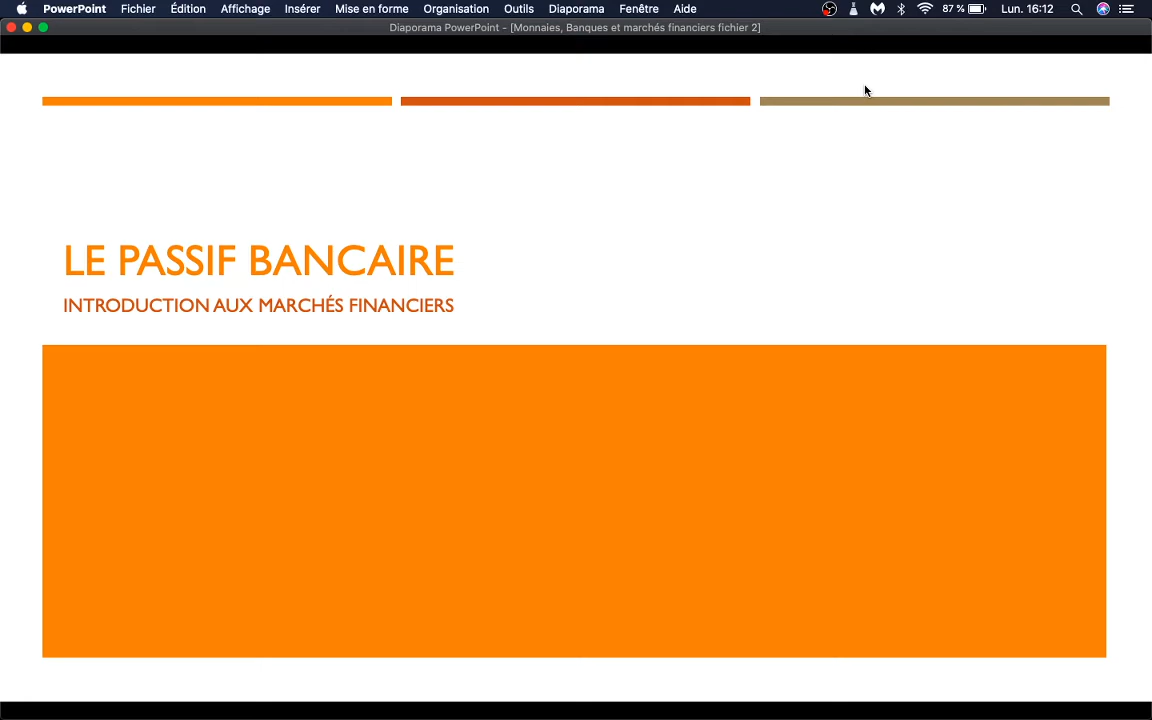 PowerPoint Fichier Édition Affichage Insérer Mise en forme Organisation Outils Diaporama Fenêtre Aide 87 % Lun. 16:12
Diaporama PowerPoint - [Monnaies, Banques et marchés financiers fichier 2]
LE PASSIF BANCAIRE
INTRODUCTION AUX MARCHÉS FINANCIERS